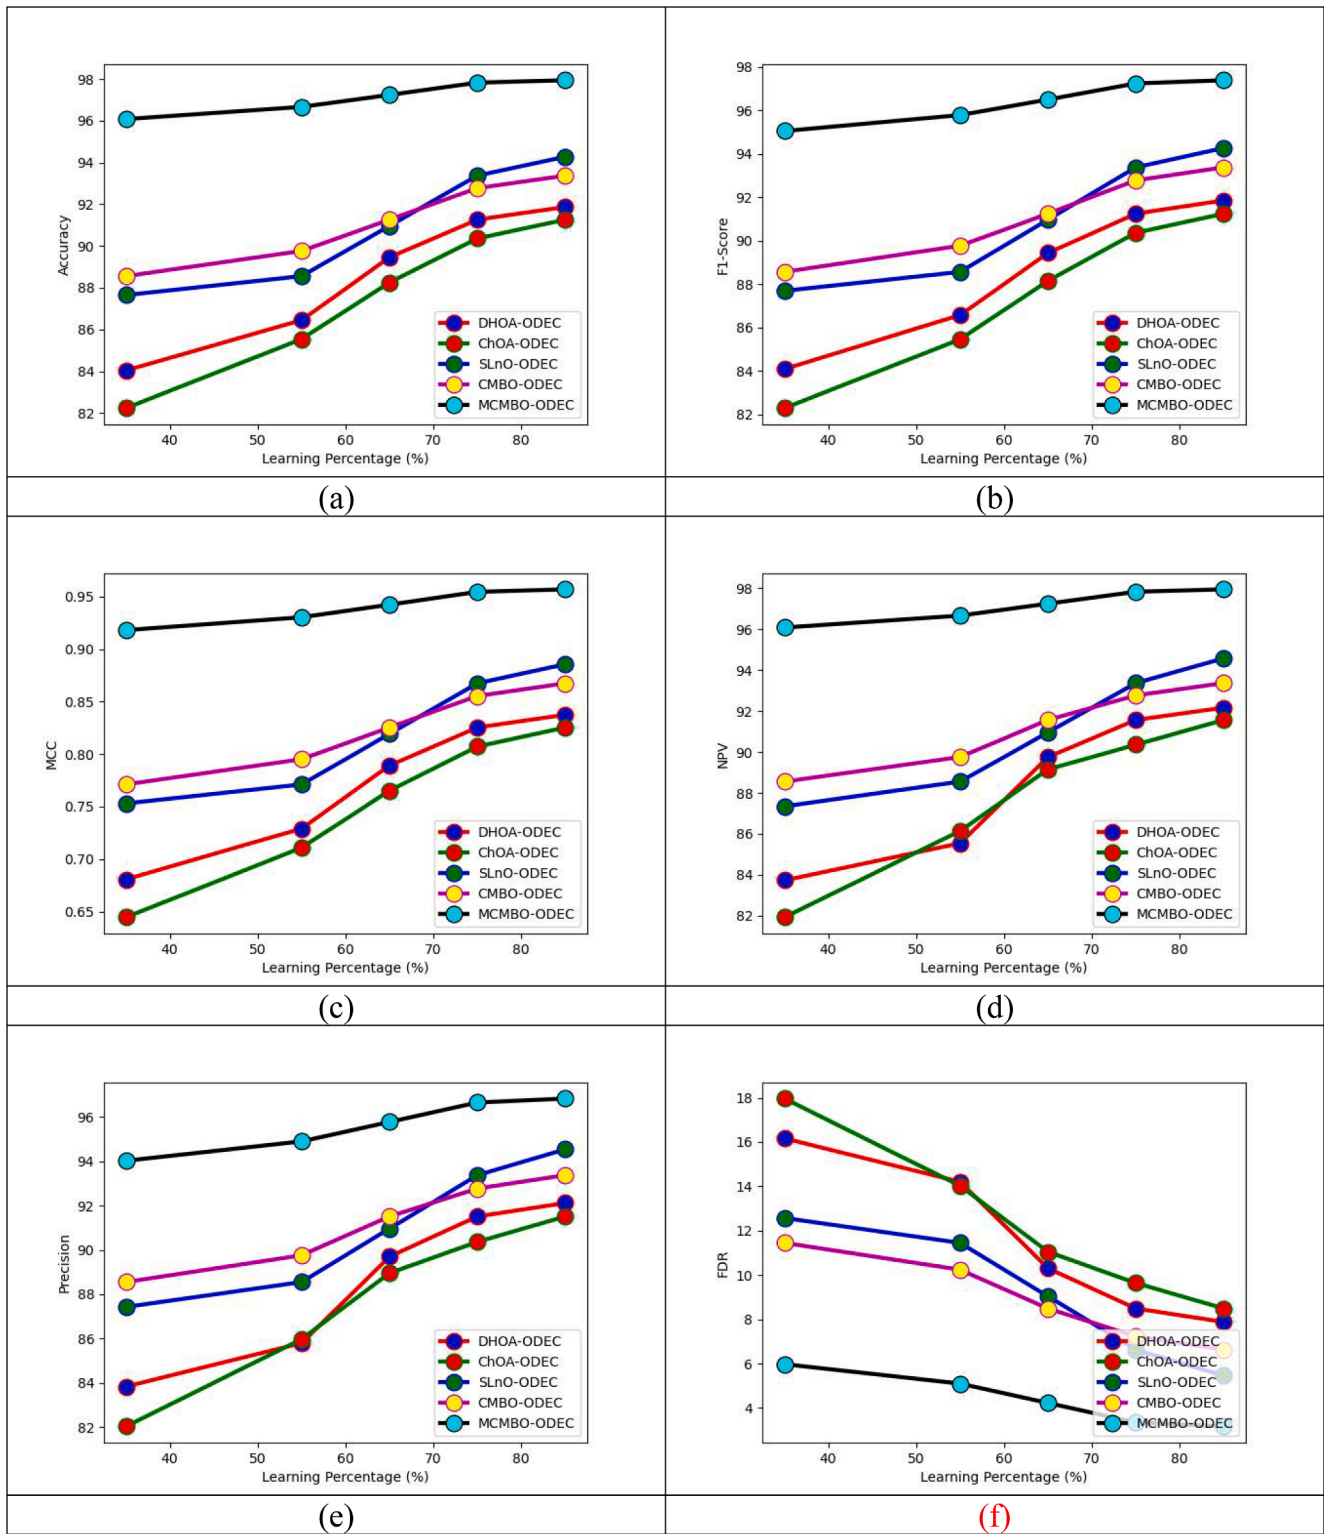 98
96
94
92
90
88
86
84
82
Accuracy
DHOA-ODEC
ChOA-ODEC
SLnO-ODEC
CMBO-ODEC
MCMBO-ODEC
40 50 60 70 80
Learning Percentage (%)
(a)
98
96
94
92
90
88
86
84
82
F1-Score
DHOA-ODEC
ChOA-ODEC
SLnO-ODEC
CMBO-ODEC
MCMBO-ODEC
40 50 60 70 80
Learning Percentage (%)
(b)
0.95
0.90
0.85
0.80
0.75
0.70
0.65
MCC
DHOA-ODEC
ChOA-ODEC
SLnO-ODEC
CMBO-ODEC
MCMBO-ODEC
40 50 60 70 80
Learning Percentage (%)
(c)
98
96
94
92
90
88
86
84
82
NPV
DHOA-ODEC
ChOA-ODEC
SLnO-ODEC
CMBO-ODEC
MCMBO-ODEC
40 50 60 70 80
Learning Percentage (%)
(d)
96
94
92
90
88
86
84
82
Precision
DHOA-ODEC
ChOA-ODEC
SLnO-ODEC
CMBO-ODEC
MCMBO-ODEC
40 50 60 70 80
Learning Percentage (%)
(e)
18
16
14
12
10
8
6
4
FDR
DHOA-ODEC
ChOA-ODEC
SLnO-ODEC
CMBO-ODEC
MCMBO-ODEC
40 50 60 70 80
Learning Percentage (%)
(f)